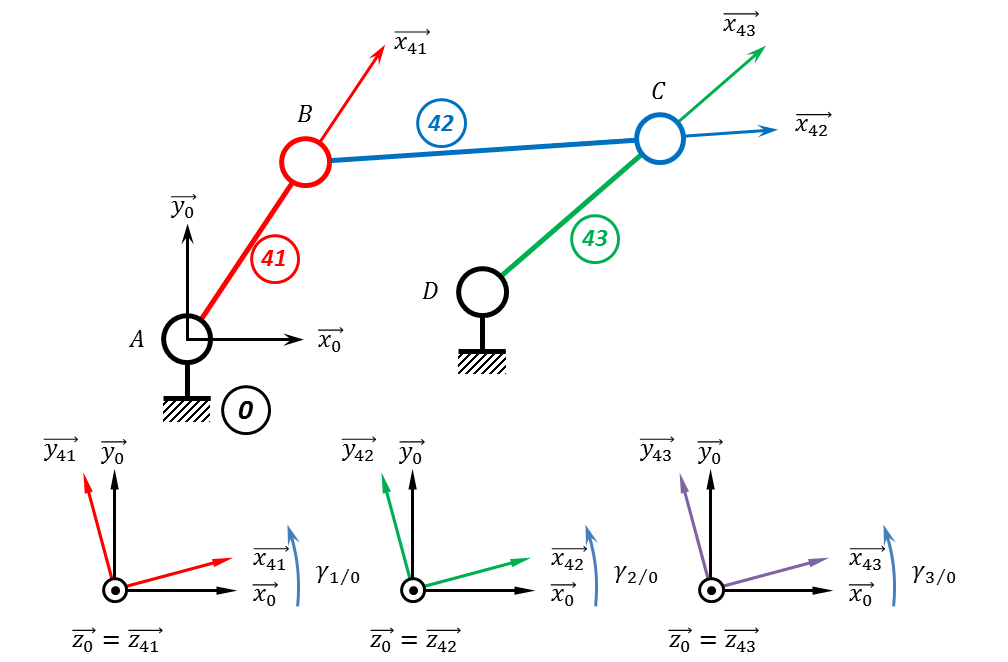 $\overrightarrow{x_{43}}$
$\overrightarrow{x_{41}}$
C
B
42
$\overrightarrow{x_{42}}$
$\overrightarrow{y_0}$
43
41
D
A
$\overrightarrow{x_0}$
0
$\overrightarrow{y_{41}}$ $\overrightarrow{y_0}$
$\overrightarrow{x_{41}}$
$\gamma_{1/0}$
$\overrightarrow{x_0}$
$\overrightarrow{z_0} = \overrightarrow{z_{41}}$
$\overrightarrow{y_{42}}$ $\overrightarrow{y_0}$
$\overrightarrow{x_{42}}$
$\gamma_{2/0}$
$\overrightarrow{x_0}$
$\overrightarrow{z_0} = \overrightarrow{z_{42}}$
$\overrightarrow{y_{43}}$ $\overrightarrow{y_0}$
$\overrightarrow{x_{43}}$
$\gamma_{3/0}$
$\overrightarrow{x_0}$
$\overrightarrow{z_0} = \overrightarrow{z_{43}}$